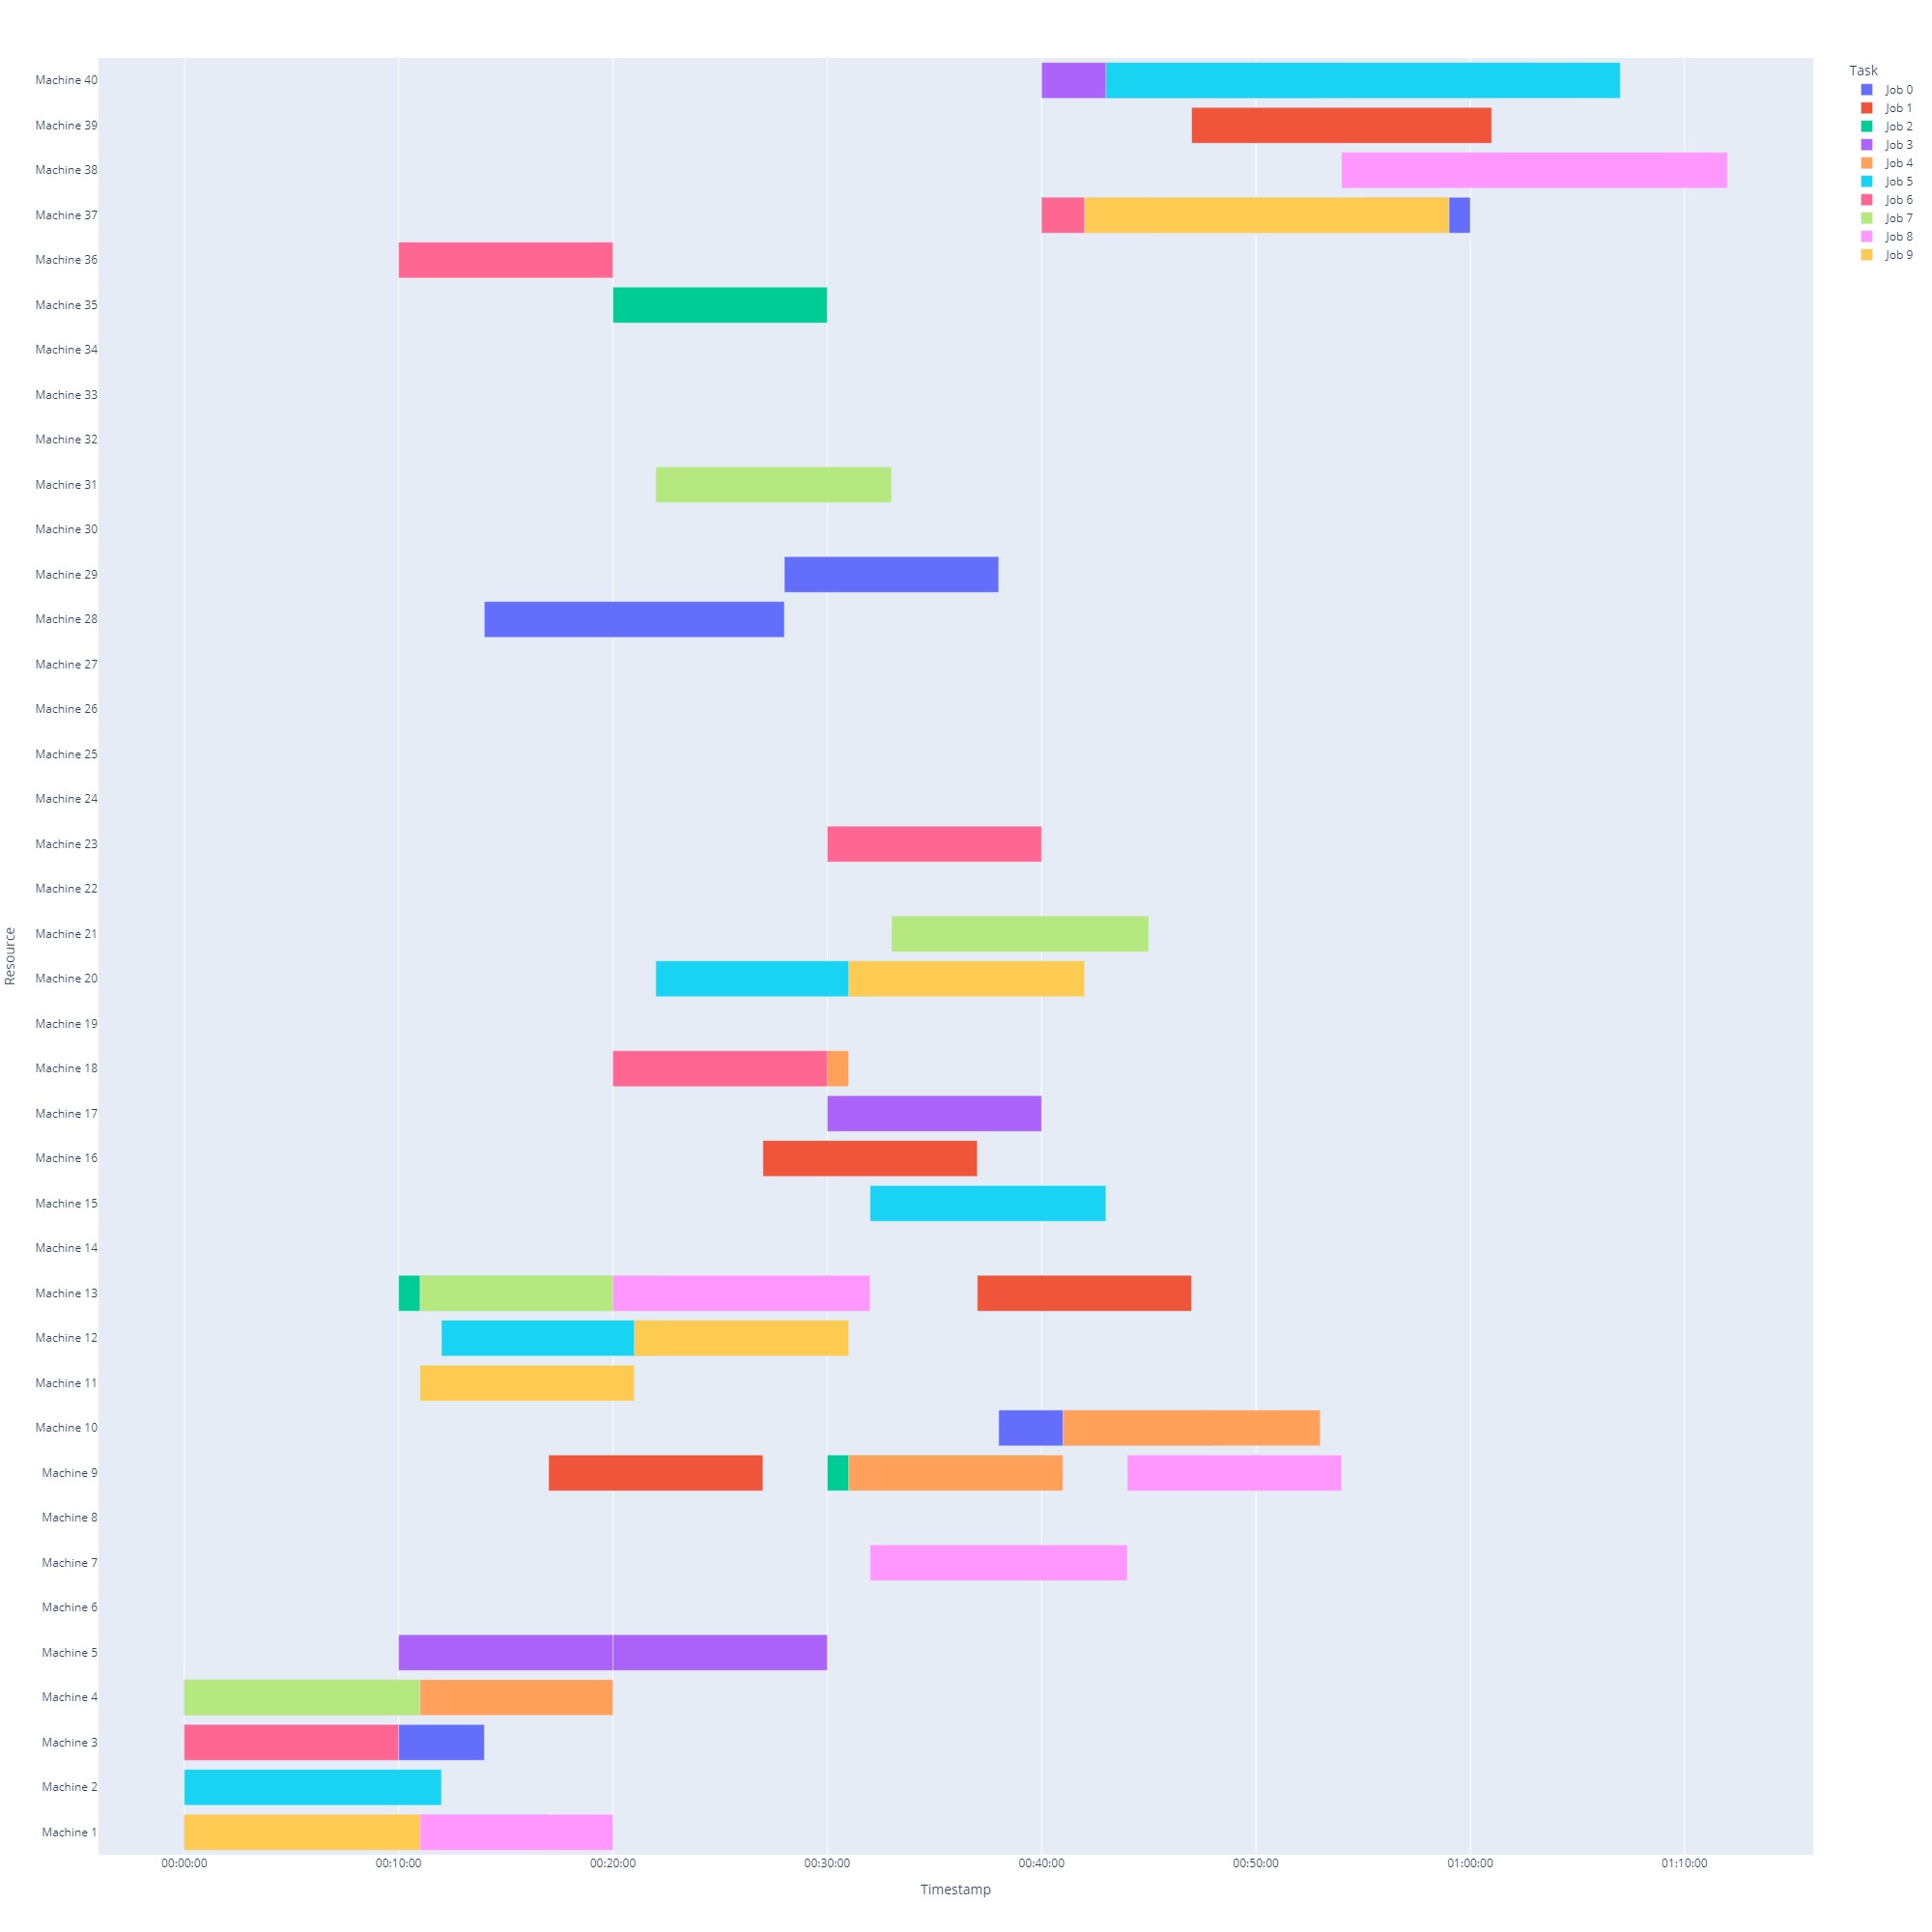 Machine 40
Machine 39
Machine 38
Machine 37
Machine 36
Machine 35
Machine 34
Machine 33
Machine 32
Machine 31
Machine 30
Machine 29
Machine 28
Machine 27
Machine 26
Machine 25
Machine 24
Machine 23
Machine 22
Machine 21
Machine 20
Machine 19
Machine 18
Machine 17
Machine 16
Machine 15
Machine 14
Machine 13
Machine 12
Machine 11
Machine 10
Machine 9
Machine 8
Machine 7
Machine 6
Machine 5
Machine 4
Machine 3
Machine 2
Machine 1
Resource
00:00:00 00:10:00 00:20:00 00:30:00 00:40:00 00:50:00 01:00:00 01:10:00
Timestamp
Task
Job 0
Job 1
Job 2
Job 3
Job 4
Job 5
Job 6
Job 7
Job 8
Job 9